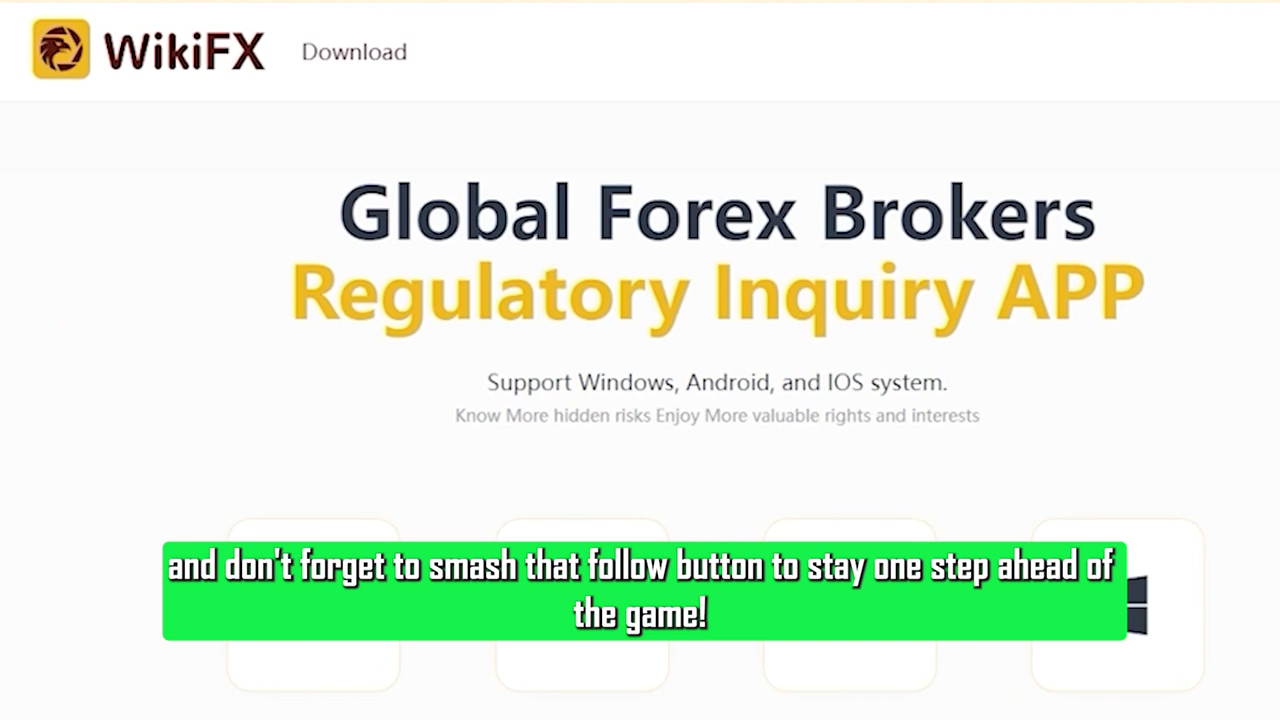 WikiFX
Download
Global Forex Brokers
Regulatory Inquiry APP
Support Windows, Android, and IOS system.
Know More hidden risks Enjoy More valuable rights and interests
and don't forget to smash that follow button to stay one step ahead of
the game!